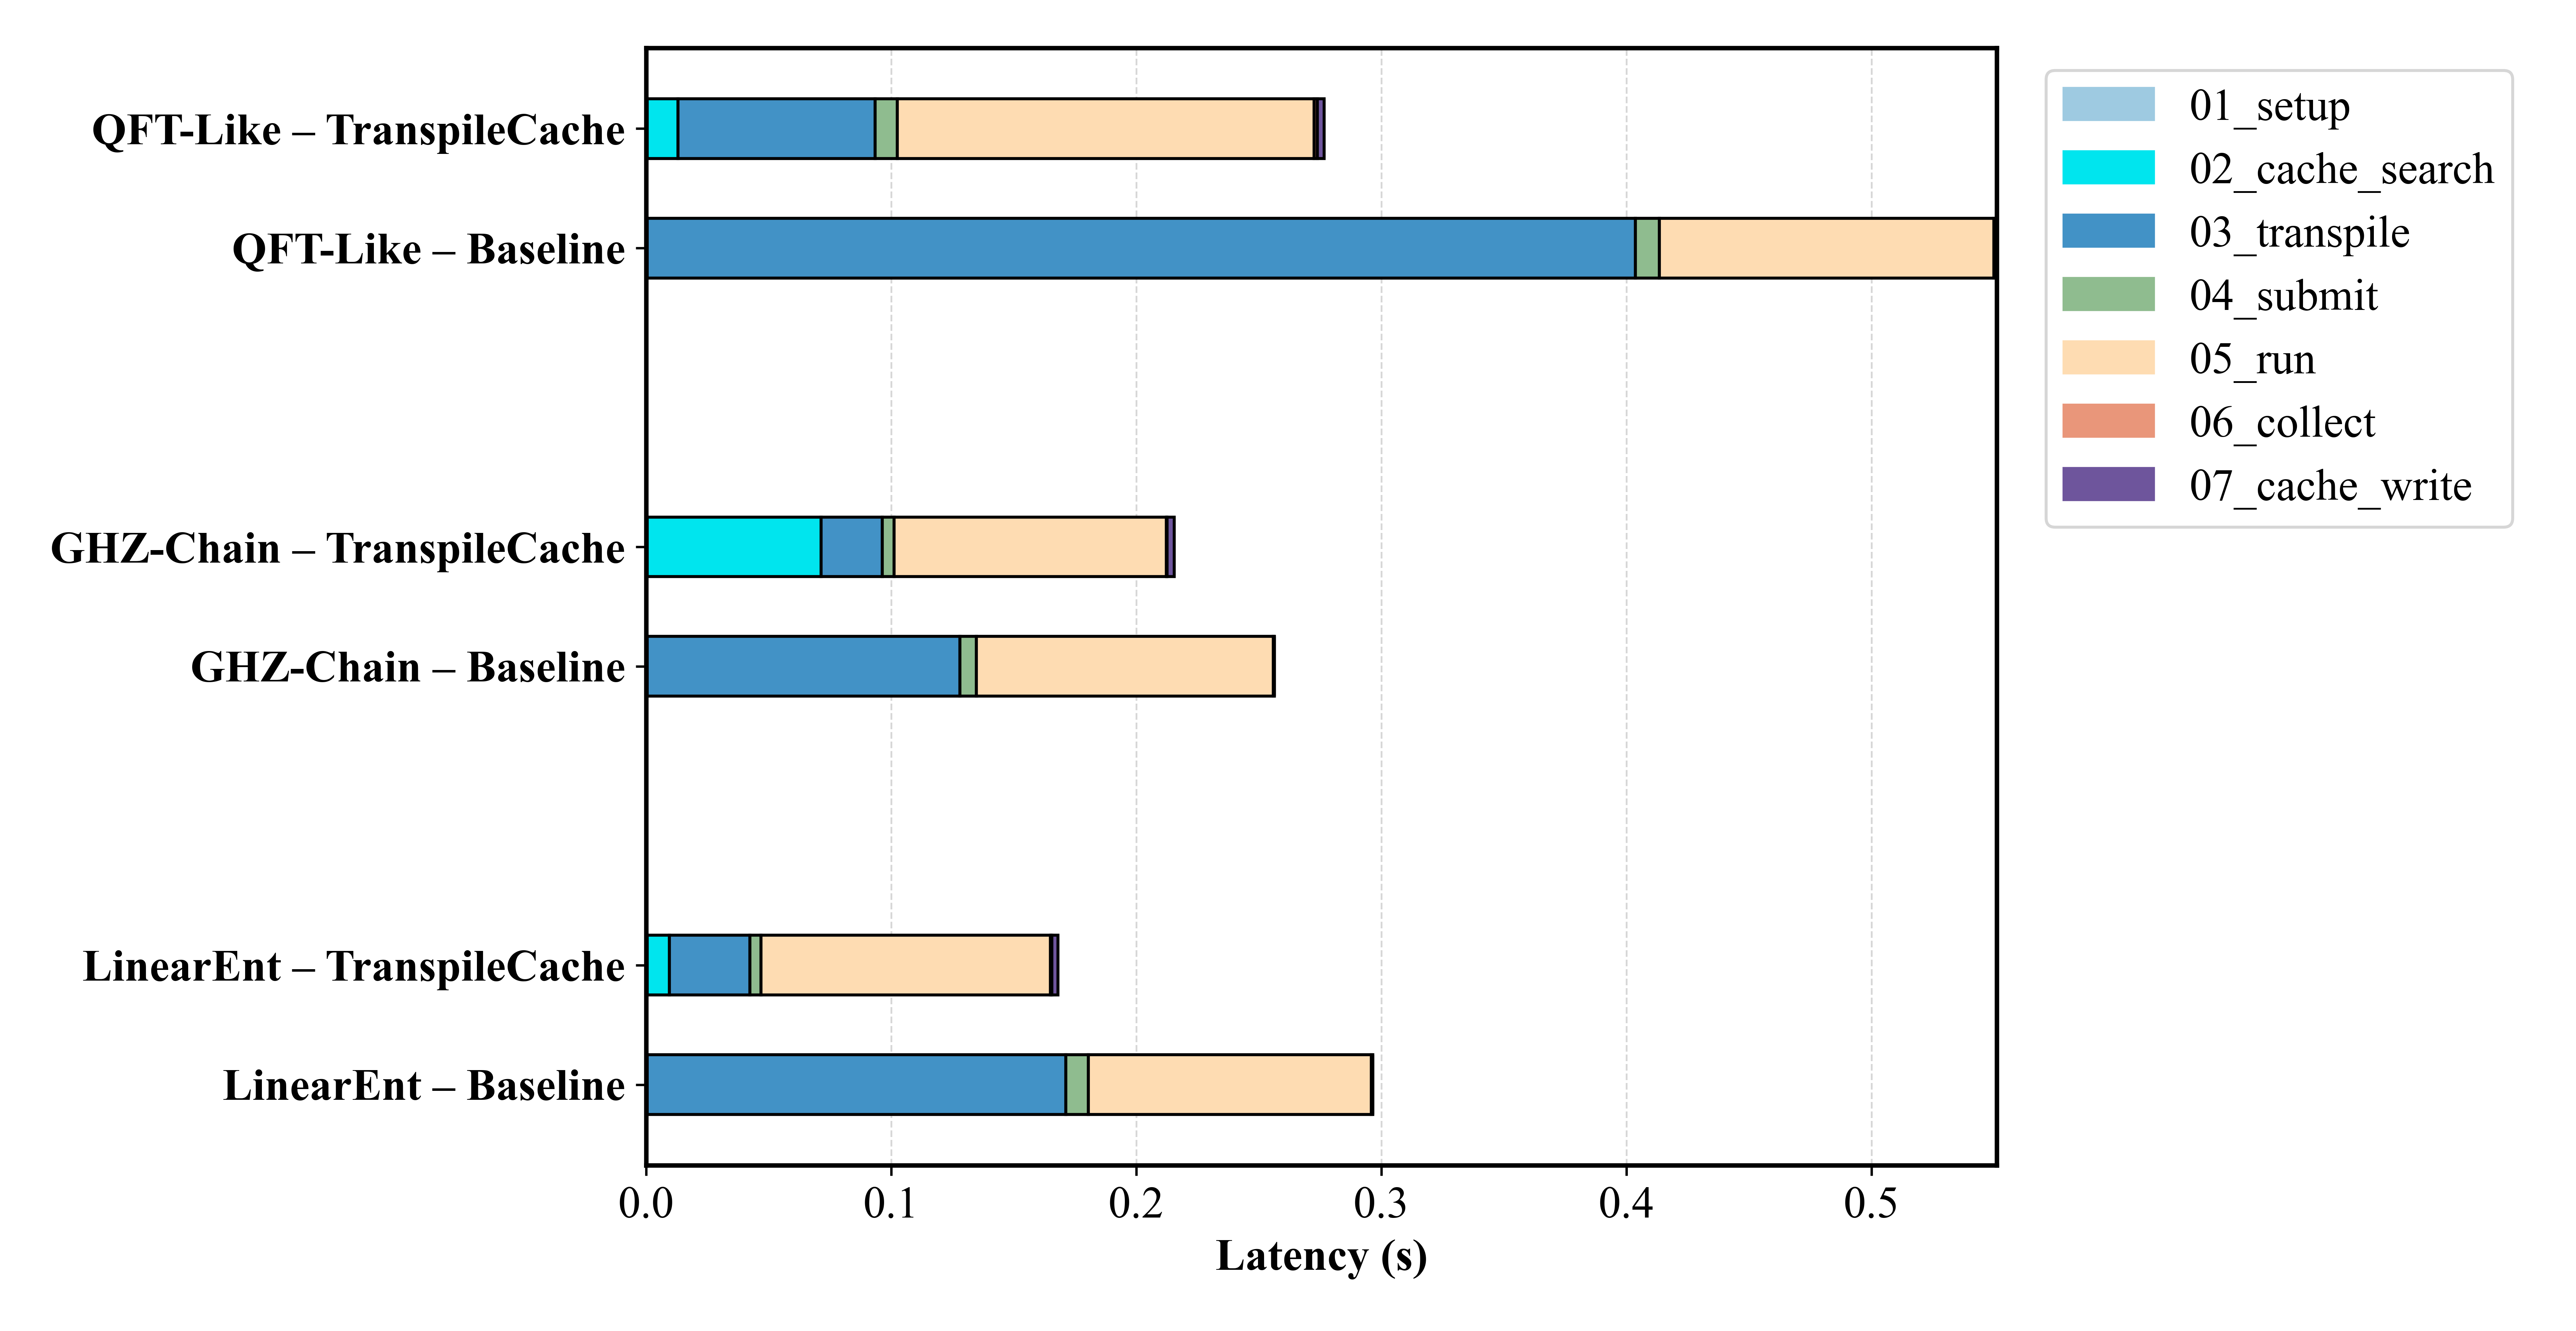 QFT-Like – TranspileCache
QFT-Like – Baseline
GHZ-Chain – TranspileCache
GHZ-Chain – Baseline
LinearEnt – TranspileCache
LinearEnt – Baseline
0.0 0.1 0.2 0.3 0.4 0.5
Latency (s)
01_setup
02_cache_search
03_transpile
04_submit
05_run
06_collect
07_cache_write